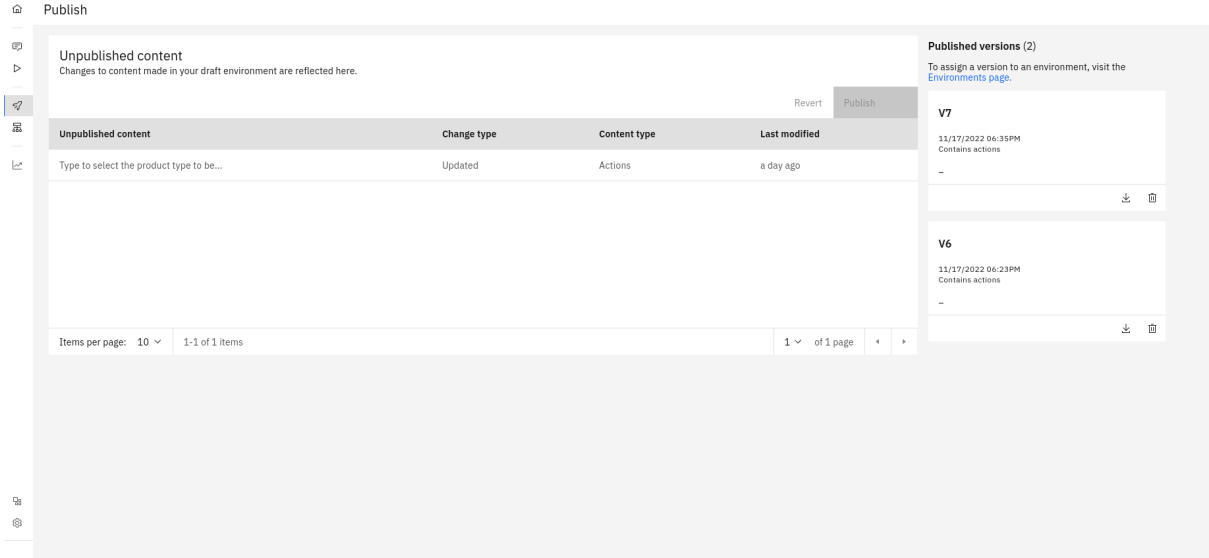 Publish
Unpublished content
Changes to content made in your draft environment are reflected here.
Revert
Publish
Unpublished content Change type Content type Last modified
Type to select the product type to be... Updated Actions a day ago
Items per page: 10 1-1 of 1 items 1 of 1 page
Published versions (2)
To assign a version to an environment, visit the
Environments page.
V7
11/17/2022 06:35PM
Contains actions
–
V6
11/17/2022 06:23PM
Contains actions
–